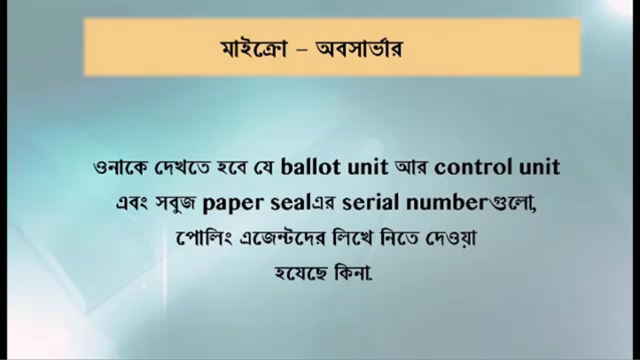 মাইক্রো – অবসার্ভার
ওনাকে দেখতে হবে যে ballot unit আর control unit
এবং সবুজ paper sealএর serial numberগুলো,
পোলিং এজেন্টদের লিখে নিতে দেওয়া
হযেছে কিনা.